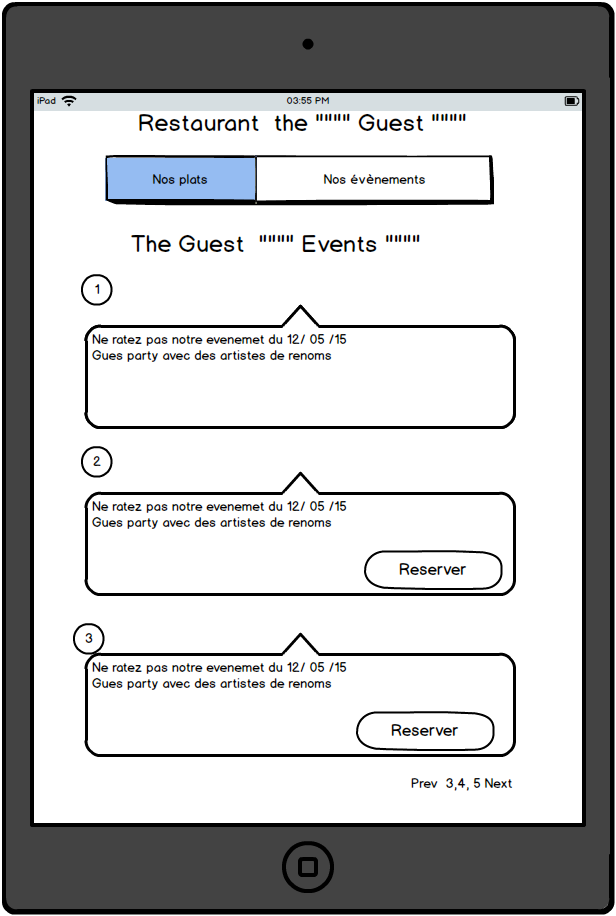 iPad 03:55 PM
Restaurant the """" Guest """"
Nos plats Nos évènements
The Guest """" Events """"
1
Ne ratez pas notre evenemet du 12/ 05 /15
Gues party avec des artistes de renoms
2
Ne ratez pas notre evenemet du 12/ 05 /15
Gues party avec des artistes de renoms
Reserver
3
Ne ratez pas notre evenemet du 12/ 05 /15
Gues party avec des artistes de renoms
Reserver
Prev 3,4, 5 Next